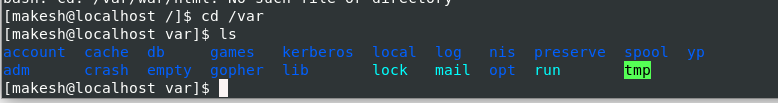 bash: cd: /var/war/html: No such file or directory
[makesh@localhost /]$ cd /var
[makesh@localhost var]$ ls
account cache db games kerberos local log nis preserve spool yp
adm crash empty gopher lib lock mail opt run tmp
[makesh@localhost var]$